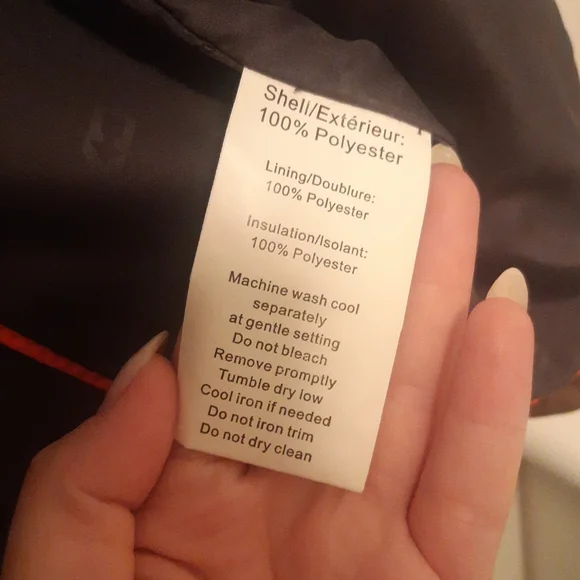 Shell/Extérieur:
100% Polyester
Lining/Doublure:
100% Polyester
Insulation/Isolant:
100% Polyester
Machine wash cool
separately
at gentle setting
Do not bleach
Remove promptly
Tumble dry low
Cool iron if needed
Do not iron trim
Do not dry clean